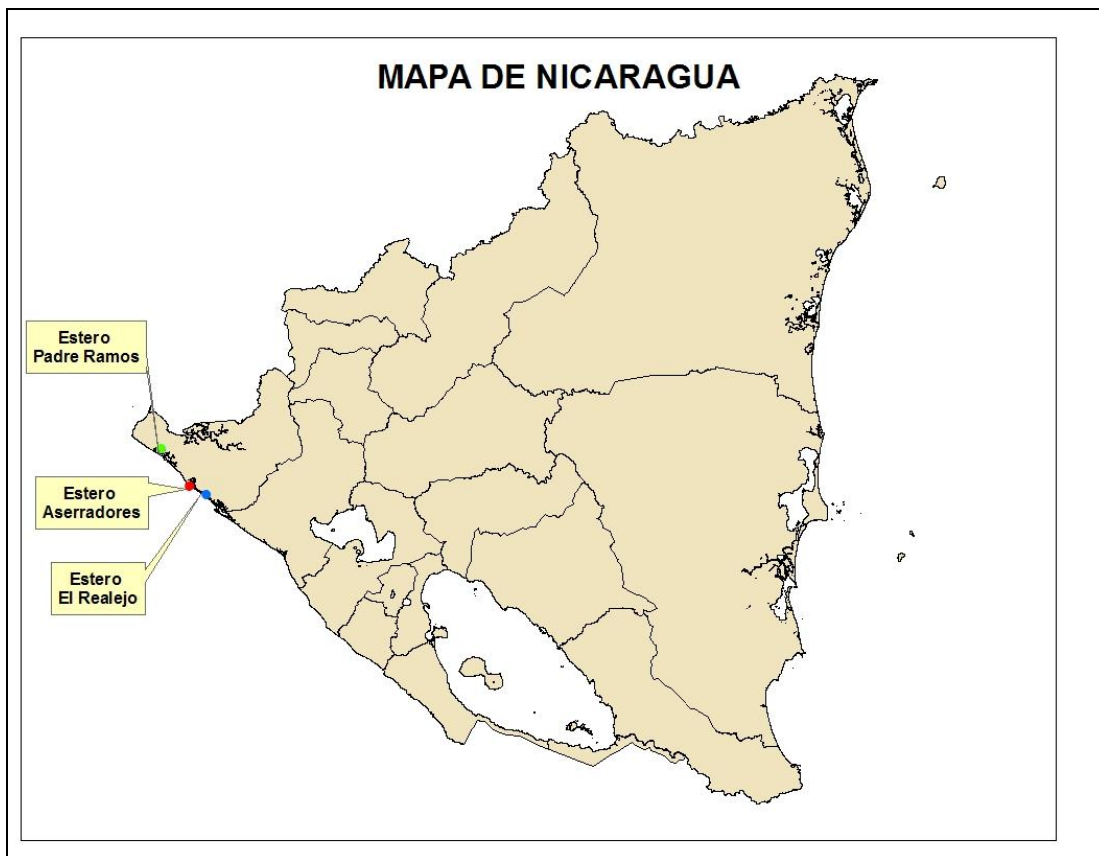 MAPA DE NICARAGUA
Estero
Padre Ramos
Estero
Aserradores
Estero
El Realejo